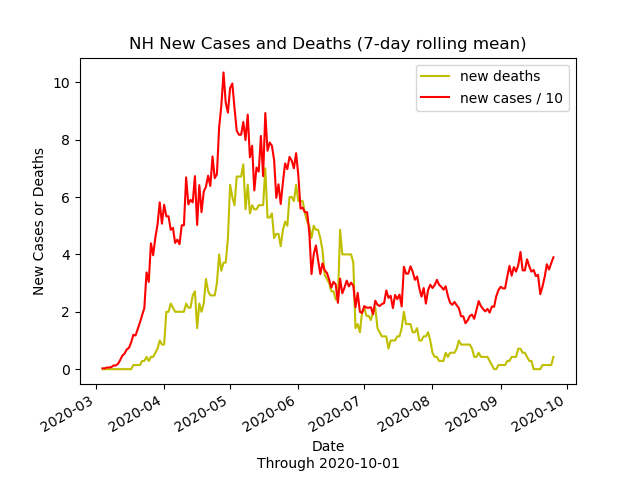 NH New Cases and Deaths (7-day rolling mean)
new deaths
new cases / 10
10
8
6
4
2
0
New Cases or Deaths
2020-03
2020-04
2020-05
2020-06
2020-07
2020-08
2020-09
2020-10
Date
Through 2020-10-01